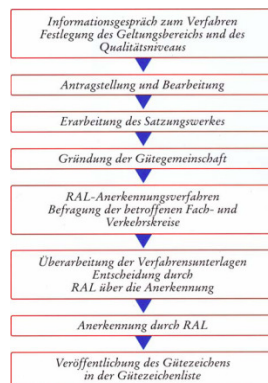 Informationsgespräch zum Verfahren
Festlegung des Geltungsbereichs und des
Qualitätsniveaus
Antragstellung und Bearbeitung
Erarbeitung des Satzungswerkes
Gründung der Gütegemeinschaft
RAL-Anerkennungsverfahren
Befragung der betroffenen Fach- und
Verkehrskreise
Überarbeitung der Verfahrensunterlagen
Entscheidung durch
RAL über die Anerkennung
Anerkennung durch RAL
Veröffentlichung des Gütezeichens
in der Gütezeichenliste